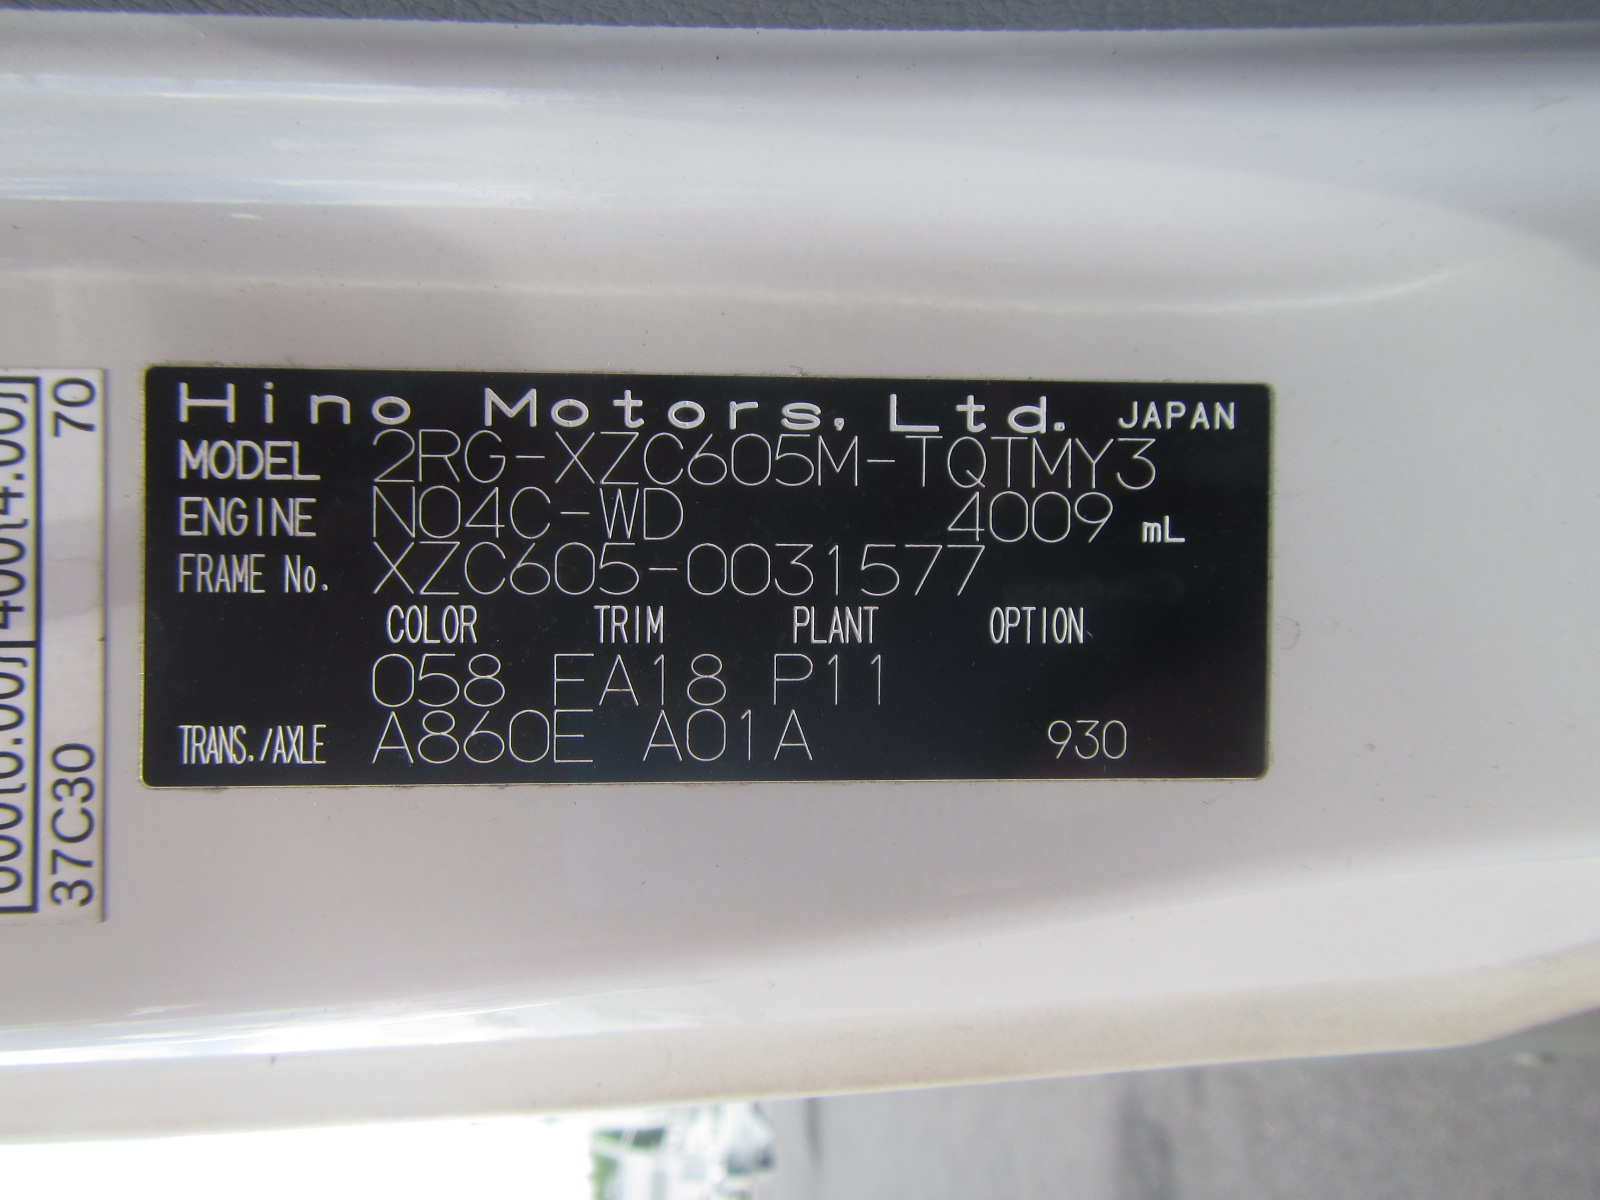 Hino Motors, Ltd. JAPAN
MODEL 2RG-XZC605M-TQTMY3
ENGINE N04C-WD 4009 mL
FRAME No. XZC605-0031577
COLOR TRIM PLANT OPTION
058 FA18 P11
TRANS./AXLE A860E A01A 930
37C30 70